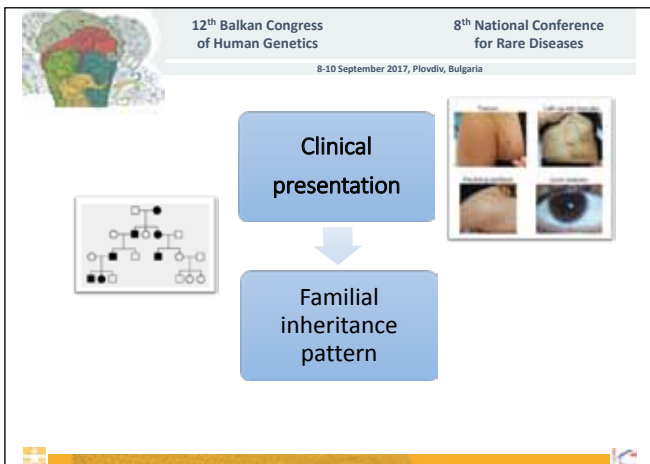 12th Balkan Congress
of Human Genetics
8th National Conference
for Rare Diseases
8-10 September 2017, Plovdiv, Bulgaria
Clinical
presentation
Familial
inheritance
pattern